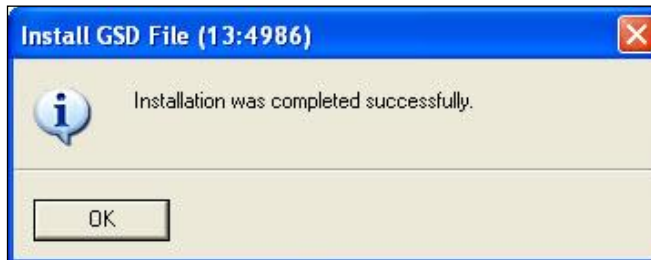 Install GSD File (13:4986)
Installation was completed successfully.
OK